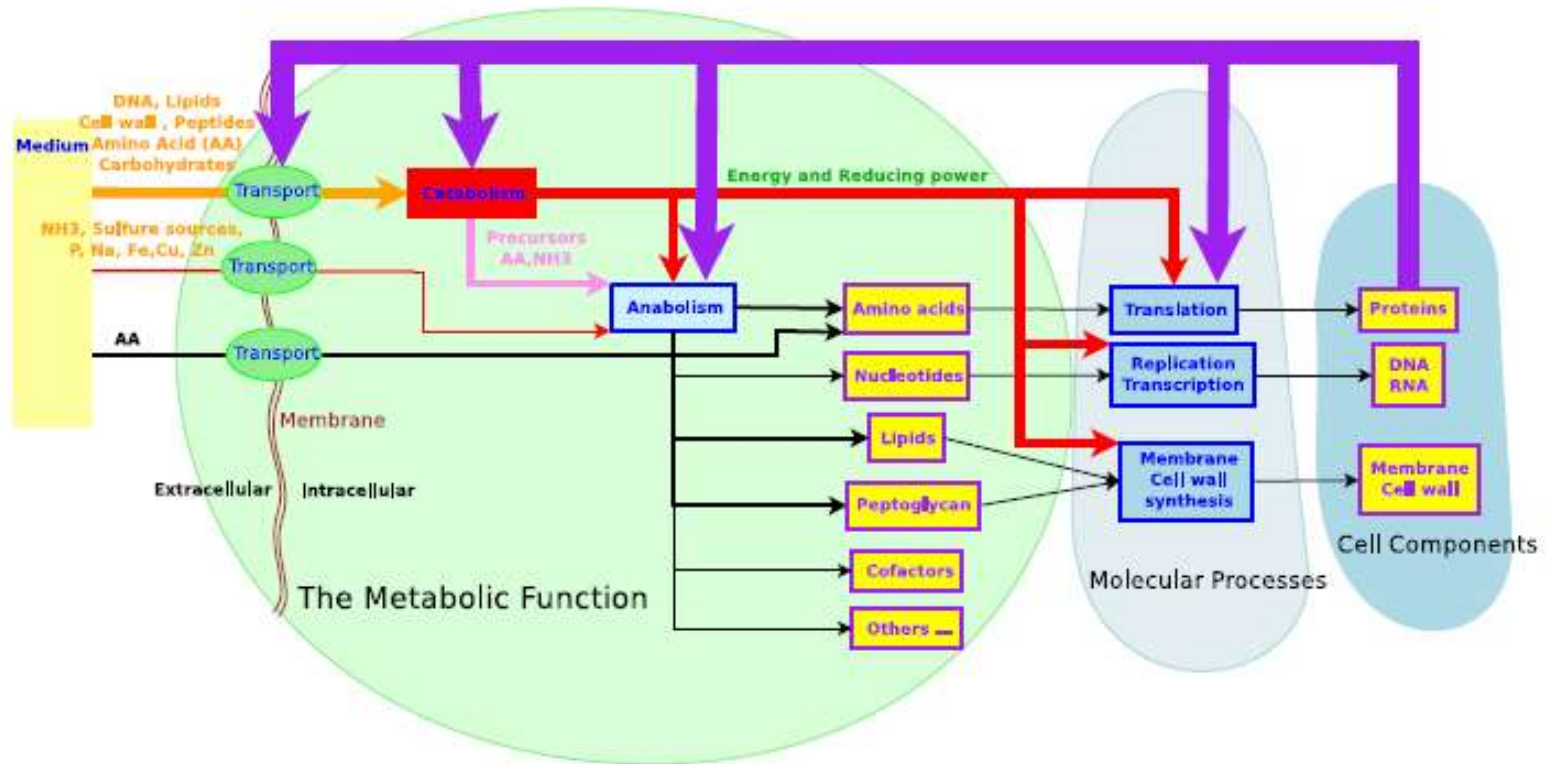 DNA, Lipids
Cell wall , Peptides
Medium
Amino Acid (AA)
Carbohydrates
Transport
Catabolism
Energy and Reducing power
NH3, Sulfure sources,
P, Na, Fe,Cu, Zn
Transport
Precursors
AA,NH3
Anabolism
Amino acids
Translation
Proteins
AA
Transport
Nucleotides
Replication
Transcription
DNA
RNA
Membrane
Lipids
Membrane
Cell wall
synthesis
Membrane
Cell wall
Extracellular
Intracellular
Peptoglycan
Cell Components
Cofactors
Molecular Processes
The Metabolic Function
Others ...